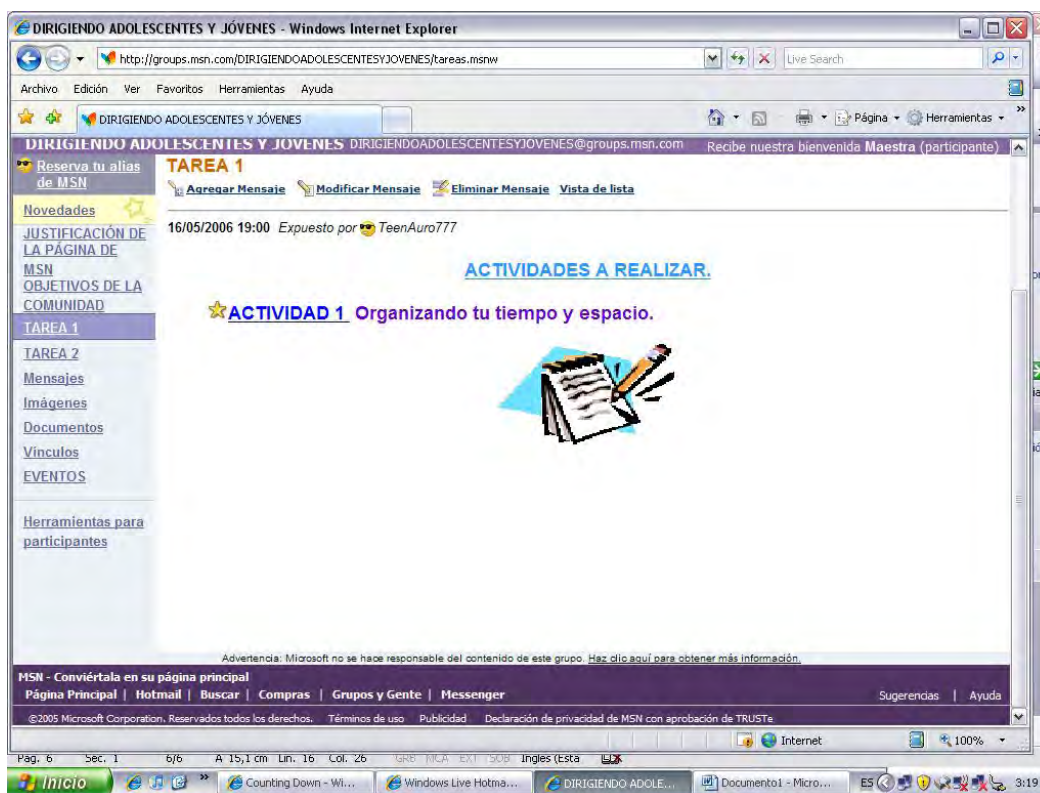 DIRIGIENDO ADOLESCENTES Y JÓVENES - Windows Internet Explorer
http://groups.msn.com/DIRIGIENDOADOLESCENTESYJOVENES/tareas.msnw
Live Search
Archivo Edición Ver Favoritos Herramientas Ayuda
DIRIGIENDO ADOLESCENTES Y JÓVENES
Página Herramientas
DIRIGIENDO ADOLESCENTES Y JOVENES DIRIGIENDOADOLESCENTESYJOVENES@groups.msn.com
Recibe nuestra bienvenida Maestra (participante)
Reserva tu alias
de MSN
Novedades
JUSTIFICACIÓN DE
LA PÁGINA DE
MSN
OBJETIVOS DE LA
COMUNIDAD
TAREA 1
TAREA 2
Mensajes
Imágenes
Documentos
Vínculos
EVENTOS
Herramientas para
participantes
TAREA 1
Agregar Mensaje Modificar Mensaje Eliminar Mensaje Vista de lista
16/05/2006 19:00 Expuesto por TeenAuro777
ACTIVIDADES A REALIZAR.
ACTIVIDAD 1 Organizando tu tiempo y espacio.
Advertencia: Microsoft no se hace responsable del contenido de este grupo. Haz clic aquí para obtener más información.
MSN - Conviértala en su página principal
Página Principal | Hotmail | Buscar | Compras | Grupos y Gente | Messenger
Sugerencias | Ayuda
©2005 Microsoft Corporation. Reservados todos los derechos. Términos de uso Publicidad Declaración de privacidad de MSN con aprobación de TRUSTe
Internet 100%
Pág. 6 Sec. 1 6/6 A 15,1 cm Lín. 16 Col. 26 GRB MCA EXT SOB Inglés (Esta
Inicio Counting Down - Wi... Windows Live Hotma... DIRIGIENDO ADOLE... Documento1 - Micro... ES 3:19